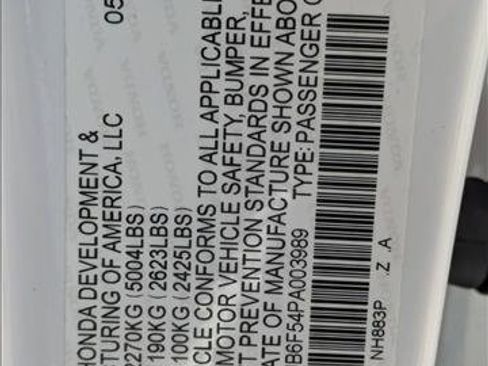 HONDA DEVELOPMENT & 05
TURING OF AMERICA, LLC
2270KG (5004LBS)
190KG (2623LBS)
100KG (2425LBS)
CLE CONFORMS TO ALL APPLICABLE
MOTOR VEHICLE SAFETY, BUMPER,
T PREVENTION STANDARDS IN EFFE
ATE OF MANUFACTURE SHOWN ABO
B6F54PA003989 TYPE: PASSENGER C
NH883P Z A